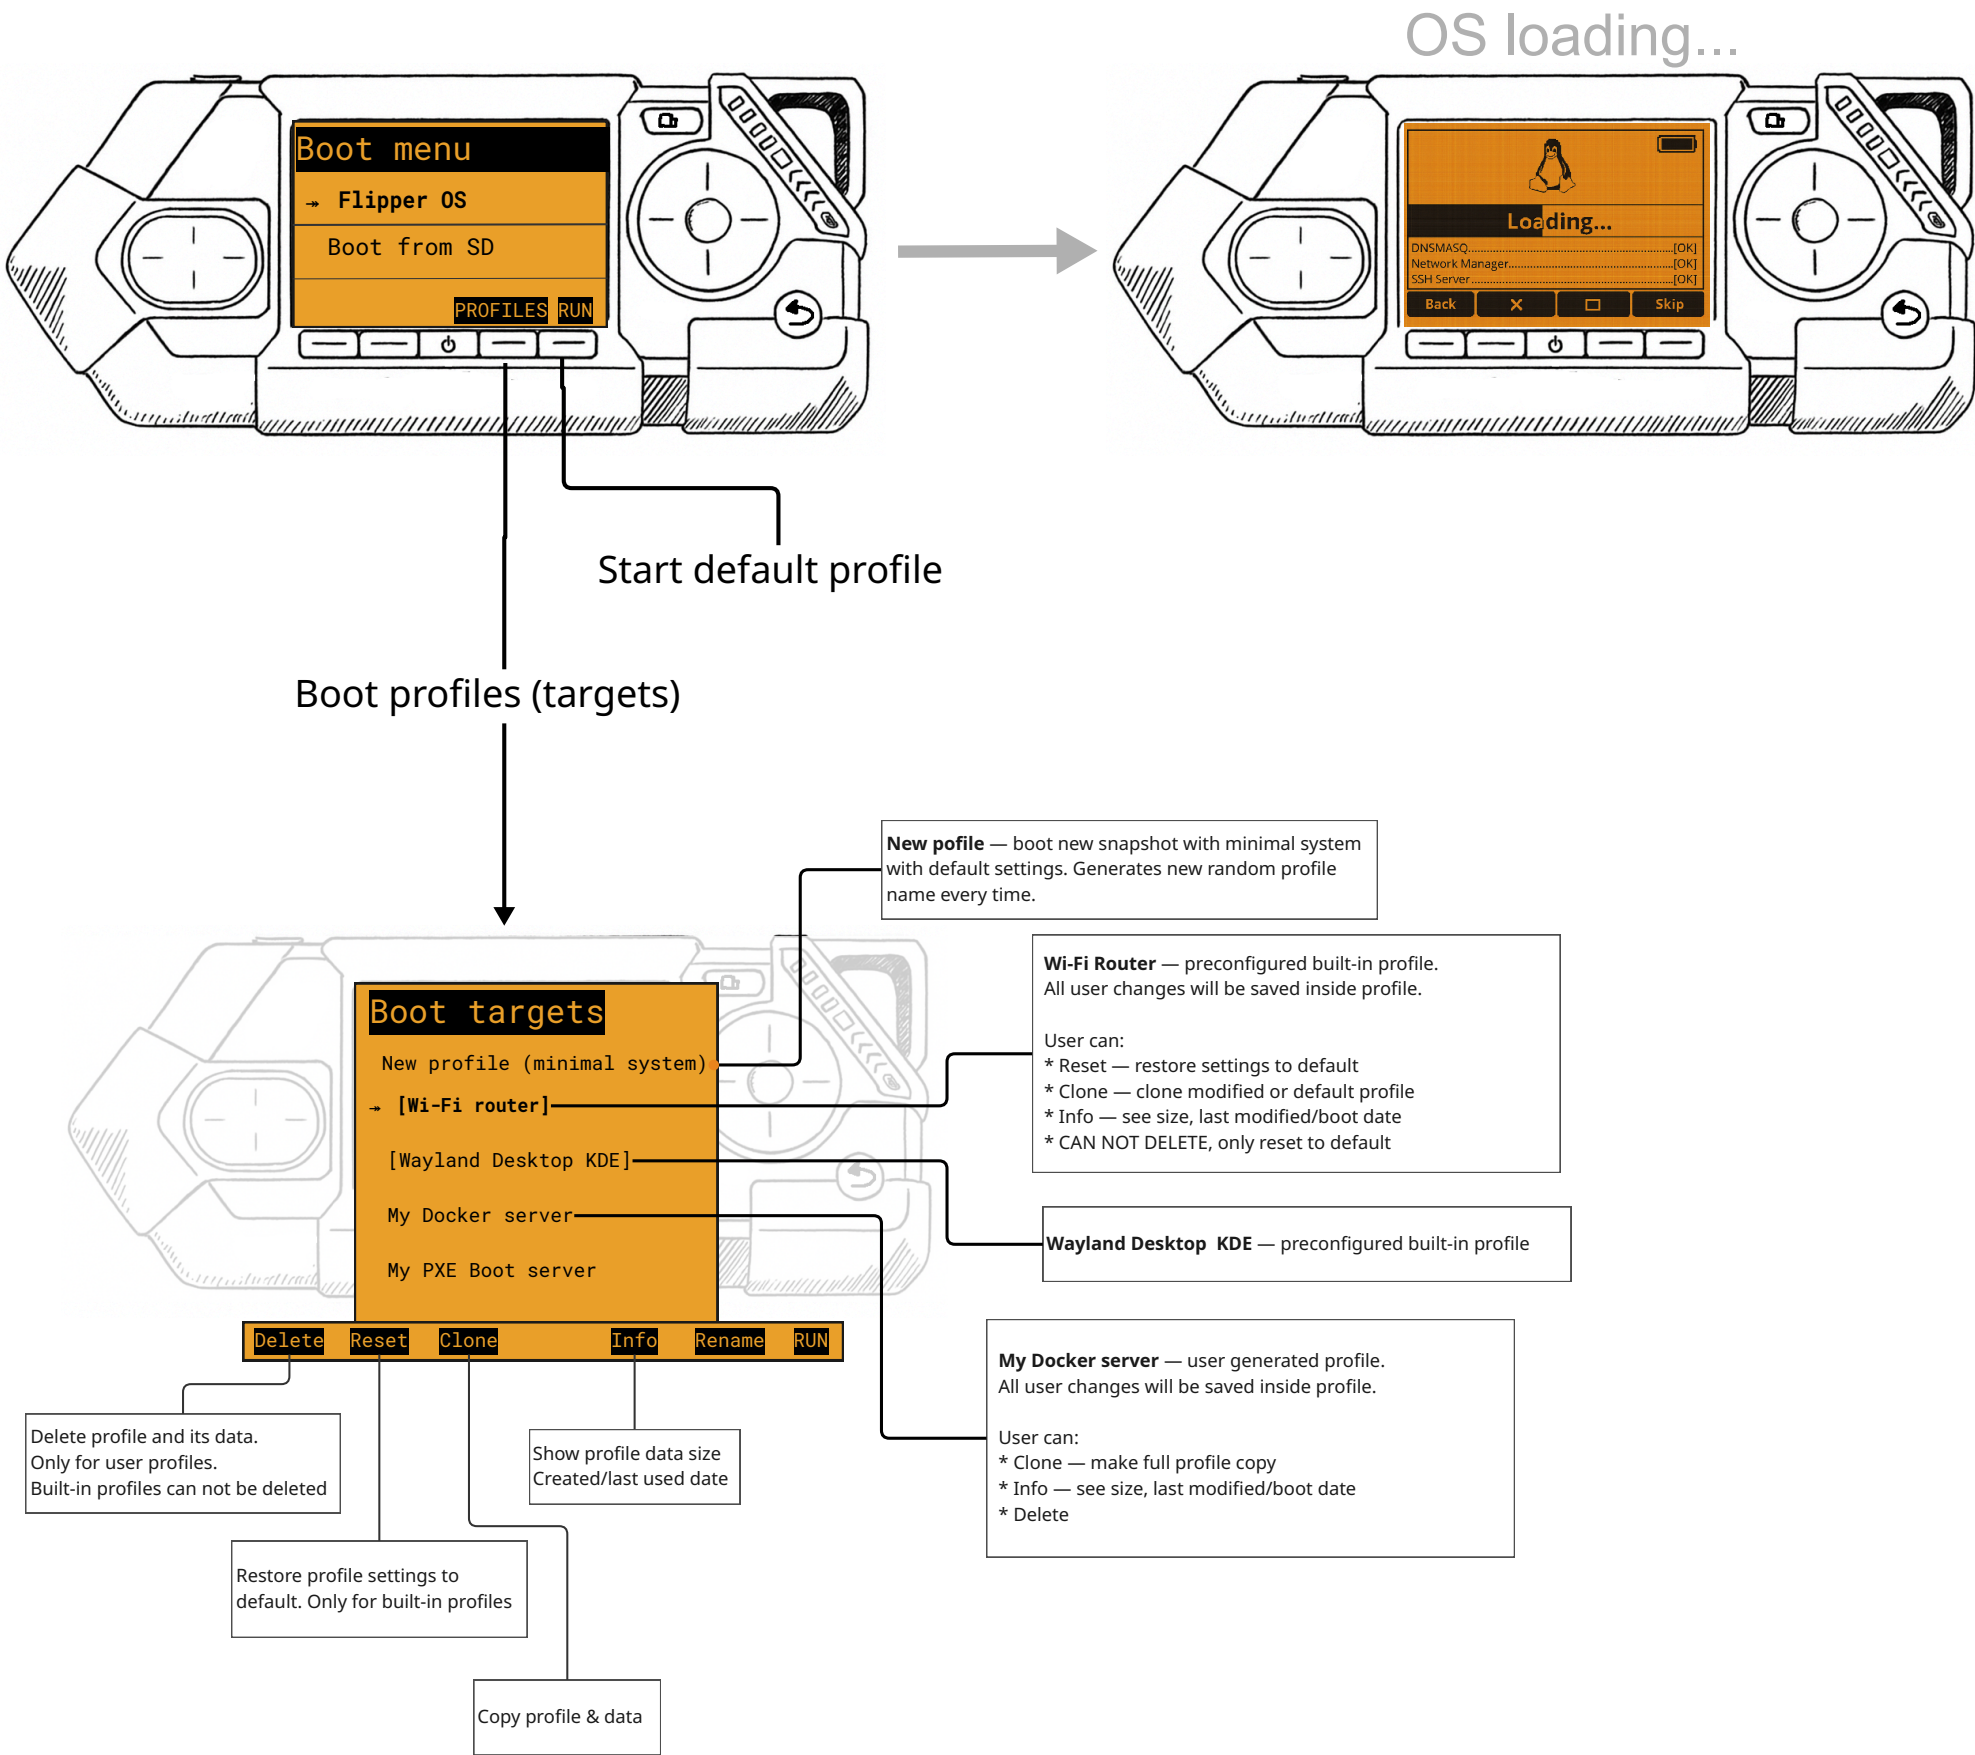 OS loading...
Boot menu
↠ Flipper OS
Boot from SD
PROFILES RUN
Loading...
DNSMASQ..........[OK]
Network Manager..........[OK]
SSH Server..........[OK]
Back
Skip
Start default profile
Boot profiles (targets)
New pofile — boot new snapshot with minimal system
with default settings. Generates new random profile
name every time.
Boot targets
New profile (minimal system)
↠ [Wi-Fi router]
[Wayland Desktop KDE]
My Docker server
My PXE Boot server
Delete Reset Clone Info Rename RUN
Wi-Fi Router — preconfigured built-in profile.
All user changes will be saved inside profile.
User can:
* Reset — restore settings to default
* Clone — clone modified or default profile
* Info — see size, last modified/boot date
* CAN NOT DELETE, only reset to default
Wayland Desktop  KDE — preconfigured built-in profile
My Docker server — user generated profile.
All user changes will be saved inside profile.
User can:
* Clone — make full profile copy
* Info — see size, last modified/boot date
* Delete
Delete profile and its data.
Only for user profiles.
Built-in profiles can not be deleted
Show profile data size
Created/last used date
Restore profile settings to
default. Only for built-in profiles
Copy profile & data